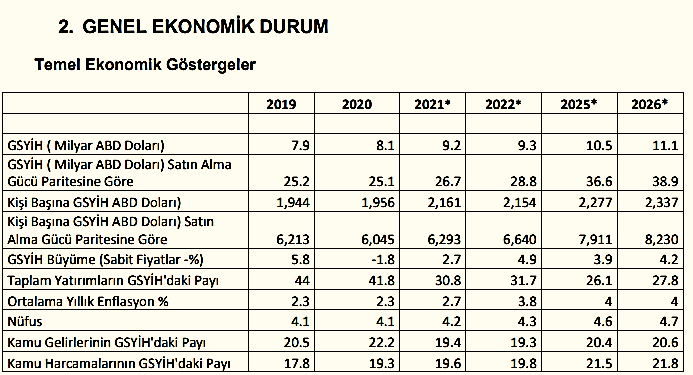 2. GENEL EKONOMİK DURUM
Temel Ekonomik Göstergeler
2019 2020 2021* 2022* 2025* 2026*
GSYİH ( Milyar ABD Doları) 7.9 8.1 9.2 9.3 10.5 11.1
GSYİH ( Milyar ABD Doları) Satın Alma
Gücü Paritesine Göre 25.2 25.1 26.7 28.8 36.6 38.9
Kişi Başına GSYİH ABD Doları) 1,944 1,956 2,161 2,154 2,277 2,337
Kişi Başına GSYİH ABD Doları) Satın
Alma Gücü Paritesine Göre 6,213 6,045 6,293 6,640 7,911 8,230
GSYİH Büyüme (Sabit Fiyatlar -%) 5.8 -1.8 2.7 4.9 3.9 4.2
Taplam Yatırımların GSYİH'daki Payı 44 41.8 30.8 31.7 26.1 27.8
Ortalama Yıllık Enflasyon % 2.3 2.3 2.7 3.8 4 4
Nüfus 4.1 4.1 4.2 4.3 4.6 4.7
Kamu Gelirlerinin GSYİH'daki Payı 20.5 22.2 19.4 19.3 20.4 20.6
Kamu Harcamalarının GSYİH'daki Payı 17.8 19.3 19.6 19.8 21.5 21.8